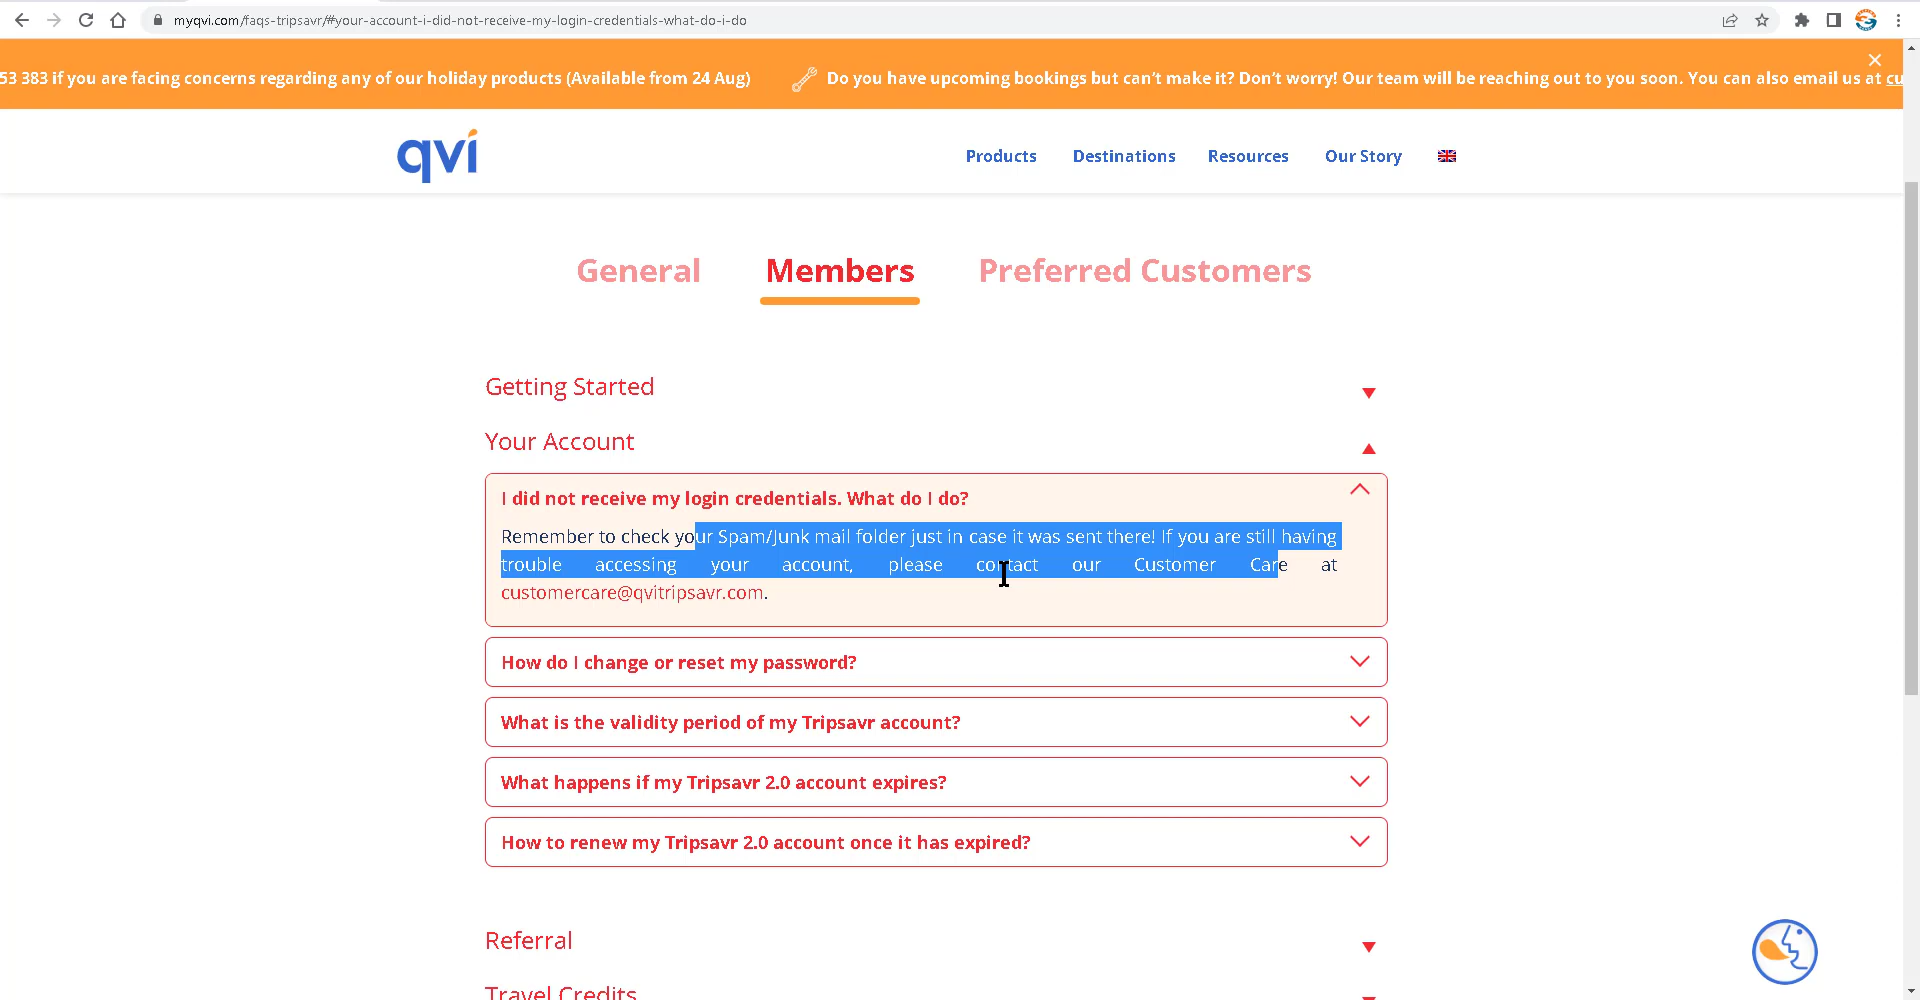 myqvi.com/faqs-tripsavr/#your-account-i-did-not-receive-my-login-credentials-what-do-i-do
53 383 if you are facing concerns regarding any of our holiday products (Available from 24 Aug) Do you have upcoming bookings but can't make it? Don't worry! Our team will be reaching out to you soon. You can also email us at cu
qvi
Products Destinations Resources Our Story
General Members Preferred Customers
Getting Started
Your Account
I did not receive my login credentials. What do I do?
Remember to check your Spam/Junk mail folder just in case it was sent there! If you are still having
trouble accessing your account, please contact our Customer Care at
customercare@qvitripsavr.com.
How do I change or reset my password?
What is the validity period of my Tripsavr account?
What happens if my Tripsavr 2.0 account expires?
How to renew my Tripsavr 2.0 account once it has expired?
Referral
Travel Credits